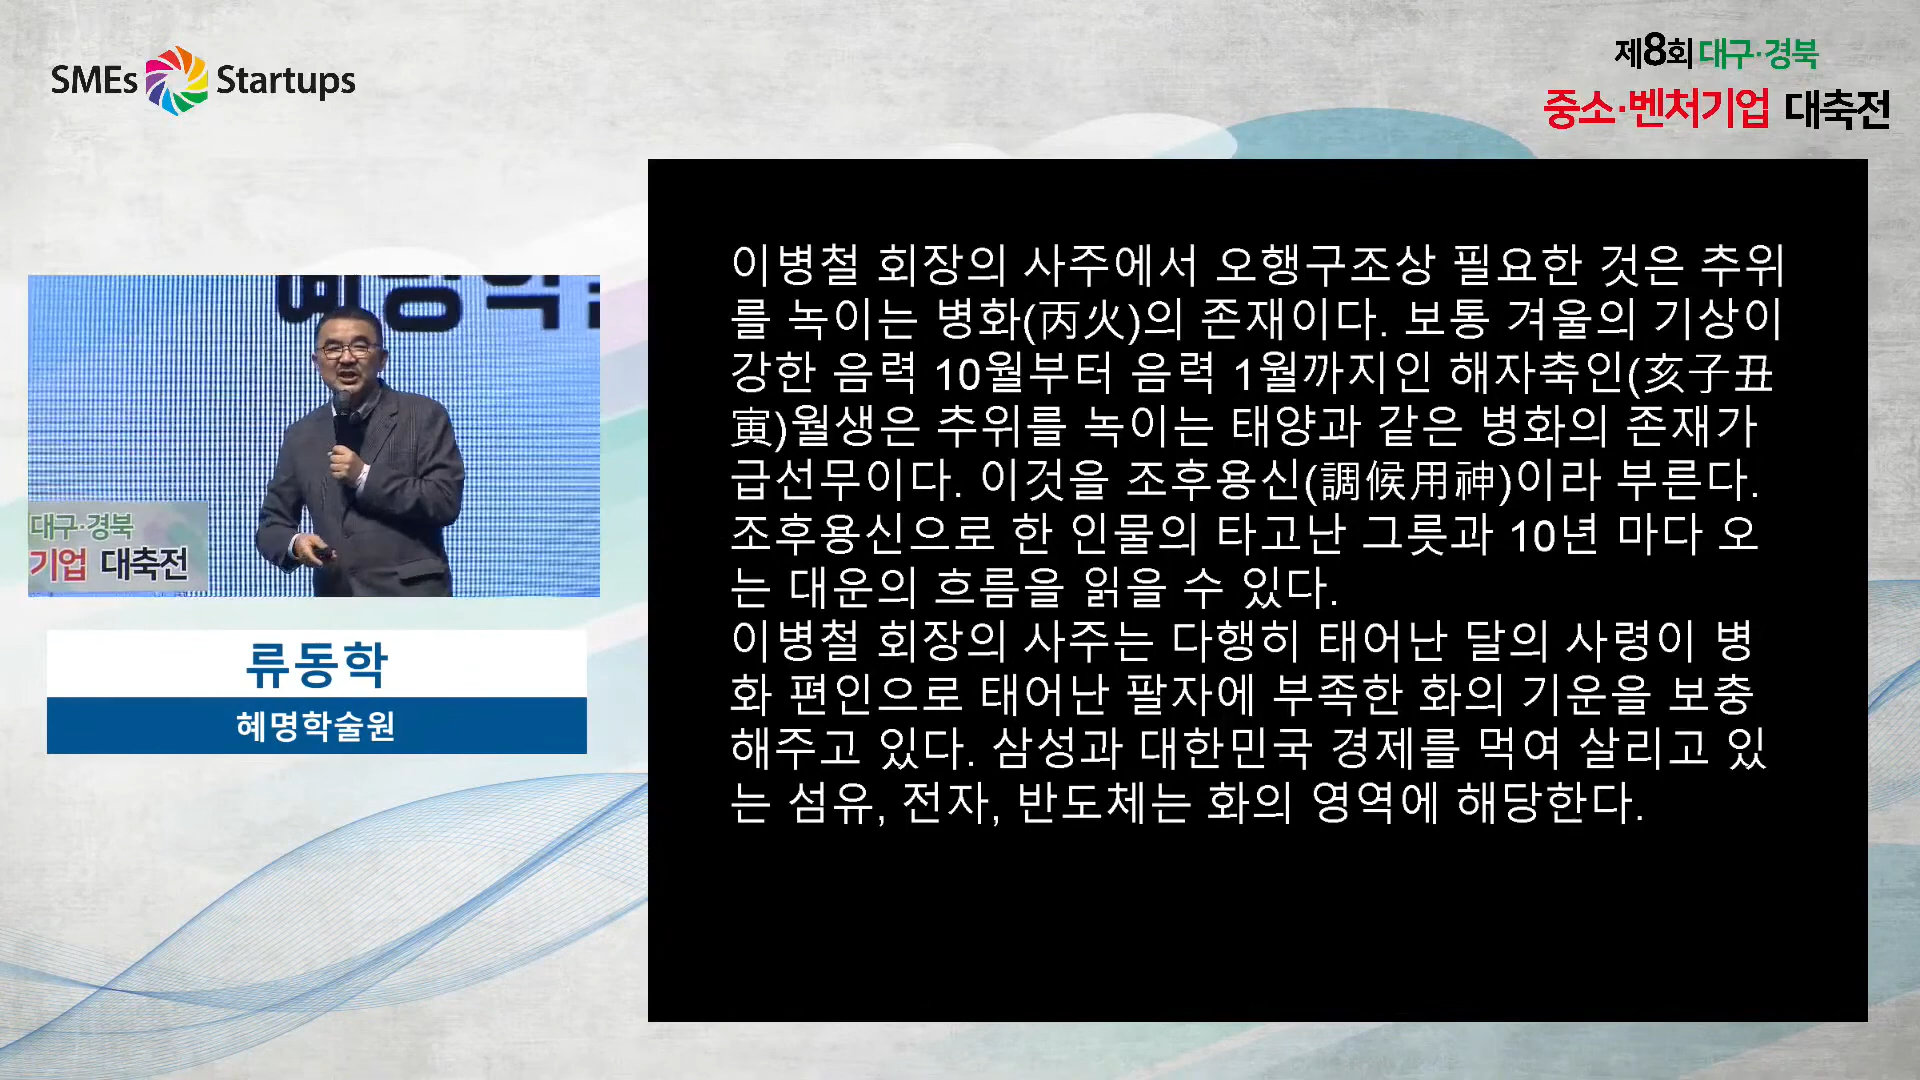 SMEs Startups
제8회 대구·경북
중소·벤처기업 대축전
대구·경북
기업 대축전
류동학
혜명학술원
이병철 회장의 사주에서 오행구조상 필요한 것은 추위
를 녹이는 병화(丙火)의 존재이다. 보통 겨울의 기상이
강한 음력 10월부터 음력 1월까지인 해자축인(亥子丑
寅)월생은 추위를 녹이는 태양과 같은 병화의 존재가
급선무이다. 이것을 조후용신(調候用神)이라 부른다.
조후용신으로 한 인물의 타고난 그릇과 10년 마다 오
는 대운의 흐름을 읽을 수 있다.
이병철 회장의 사주는 다행히 태어난 달의 사령이 병
화 편인으로 태어난 팔자에 부족한 화의 기운을 보충
해주고 있다. 삼성과 대한민국 경제를 먹여 살리고 있
는 섬유, 전자, 반도체는 화의 영역에 해당한다.